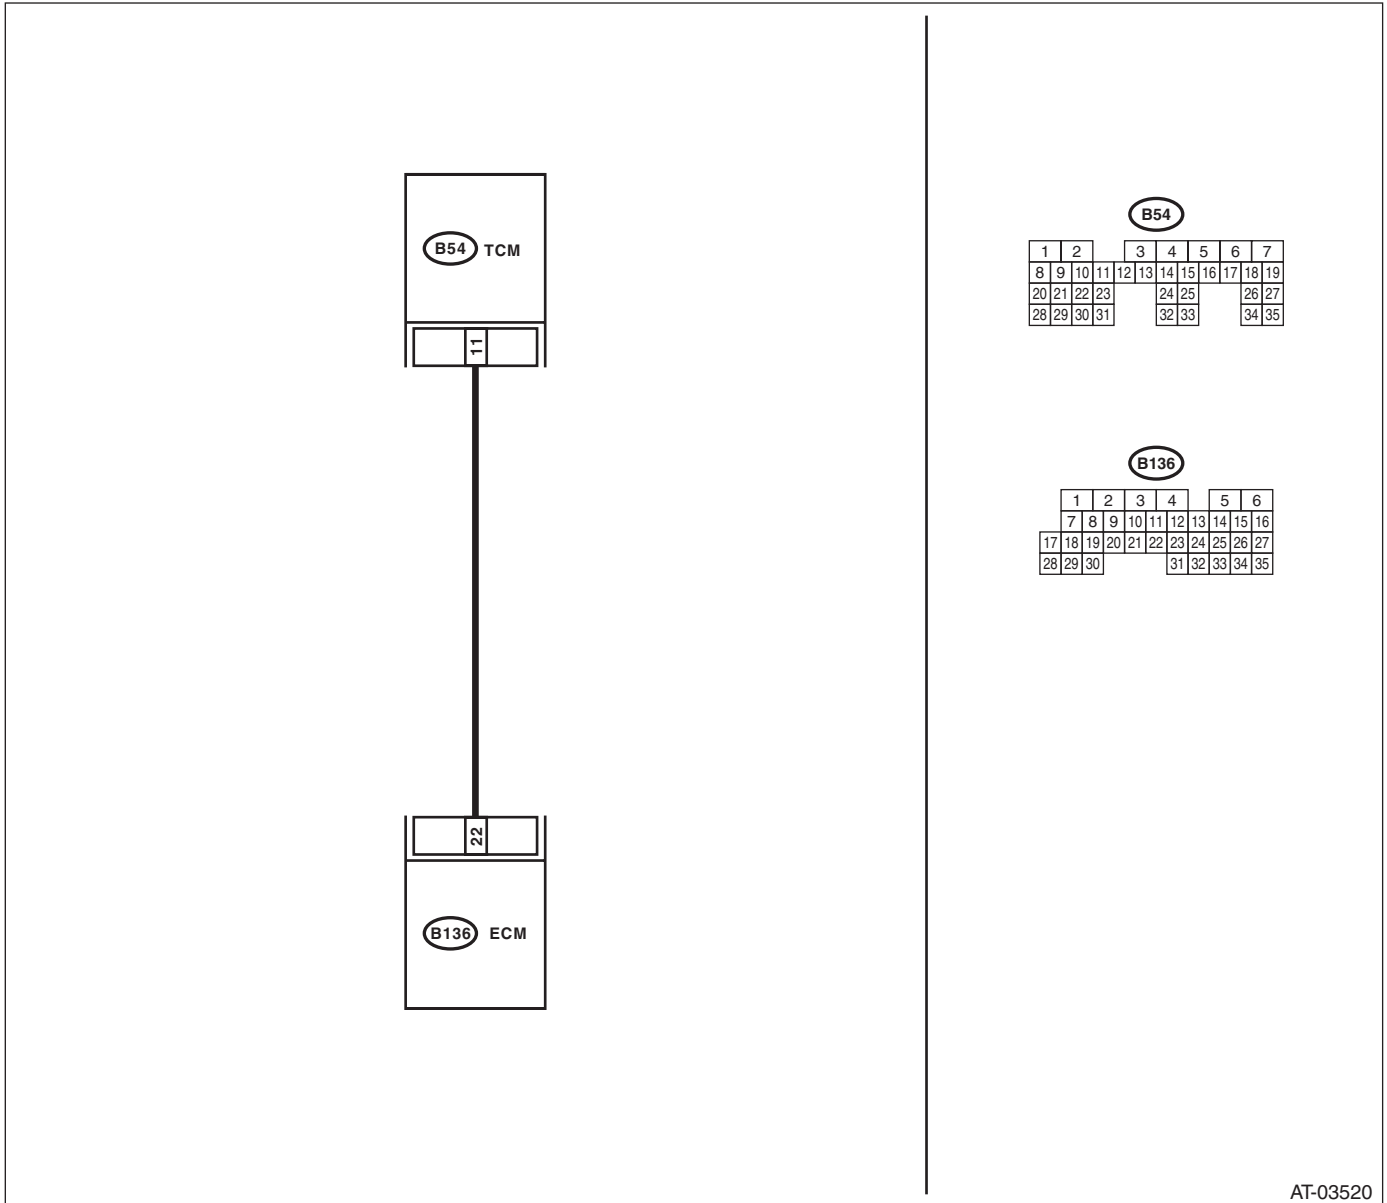 B54 TCM
11
22
B136 ECM
B54
1 2 3 4 5 6 7
8 9 10 11 12 13 14 15 16 17 18 19
20 21 22 23 24 25 26 27
28 29 30 31 32 33 34 35
B136
1 2 3 4 5 6
7 8 9 10 11 12 13 14 15 16
17 18 19 20 21 22 23 24 25 26 27
28 29 30 31 32 33 34 35
AT-03520